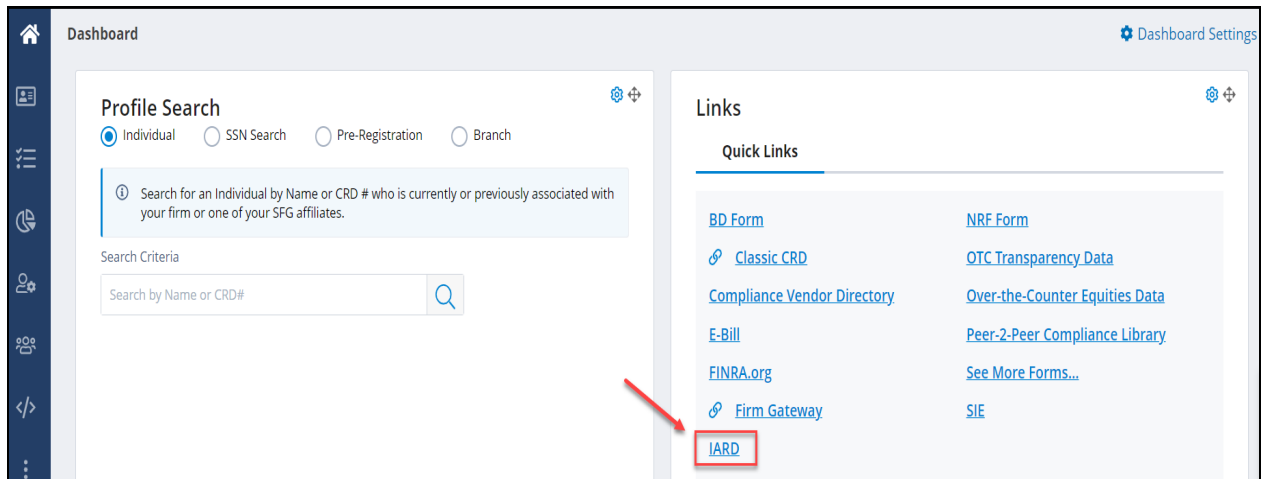 Dashboard
Dashboard Settings
Profile Search
Individual
SSN Search
Pre-Registration
Branch
Search for an Individual by Name or CRD # who is currently or previously associated with
your firm or one of your SFG affiliates.
Search Criteria
Search by Name or CRD#
Links
Quick Links
BD Form
NRF Form
Classic CRD
OTC Transparency Data
Compliance Vendor Directory
Over-the-Counter Equities Data
E-Bill
Peer-2-Peer Compliance Library
FINRA.org
See More Forms...
Firm Gateway
SIE
IARD